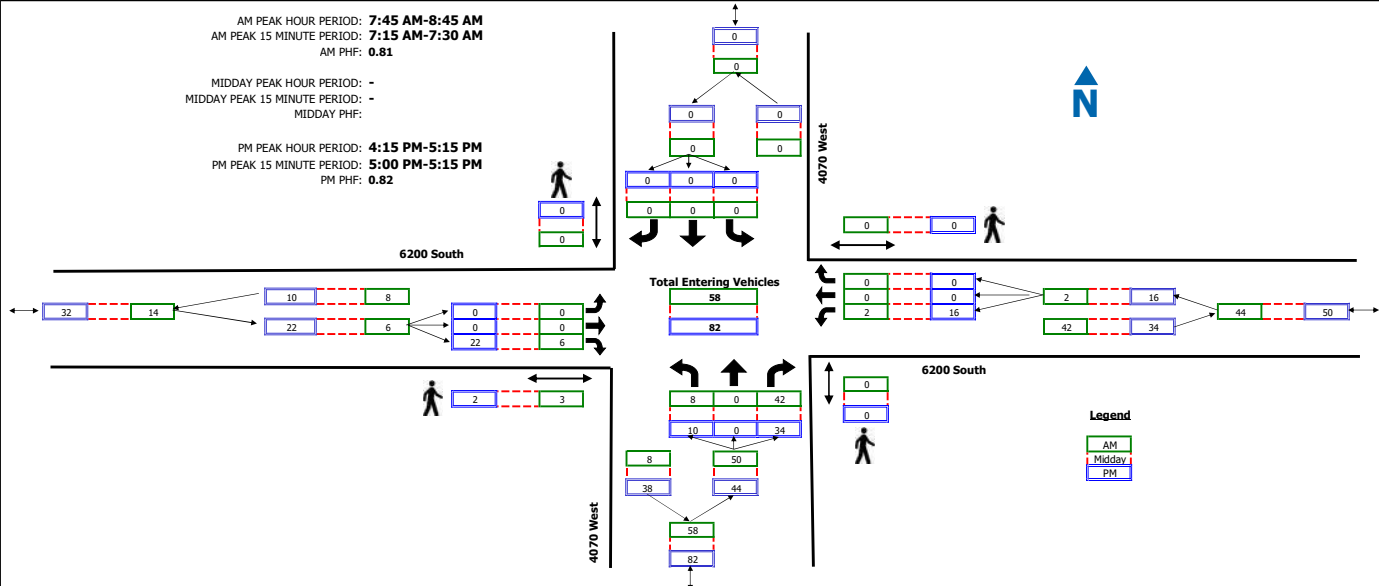 AM PEAK HOUR PERIOD: 7:45 AM-8:45 AM
AM PEAK 15 MINUTE PERIOD: 7:15 AM-7:30 AM
AM PHF: 0.81
MIDDAY PEAK HOUR PERIOD: -
MIDDAY PEAK 15 MINUTE PERIOD: -
MIDDAY PHF:
PM PEAK HOUR PERIOD: 4:15 PM-5:15 PM
PM PEAK 15 MINUTE PERIOD: 5:00 PM-5:15 PM
PM PHF: 0.82
0
0
0 0
0 0
0 0 0
0 0 0
4070 West
N
0
0
0 0
6200 South
Total Entering Vehicles
58
82
10 8
32 14
22 6
0 0
0 0
22 6
0 0
0 0
2 16
2 16
44 50
42 34
6200 South
2 3
8 0 42
10 0 34
8 50
38 44
58
82
4070 West
0
0
Legend
AM
Midday
PM